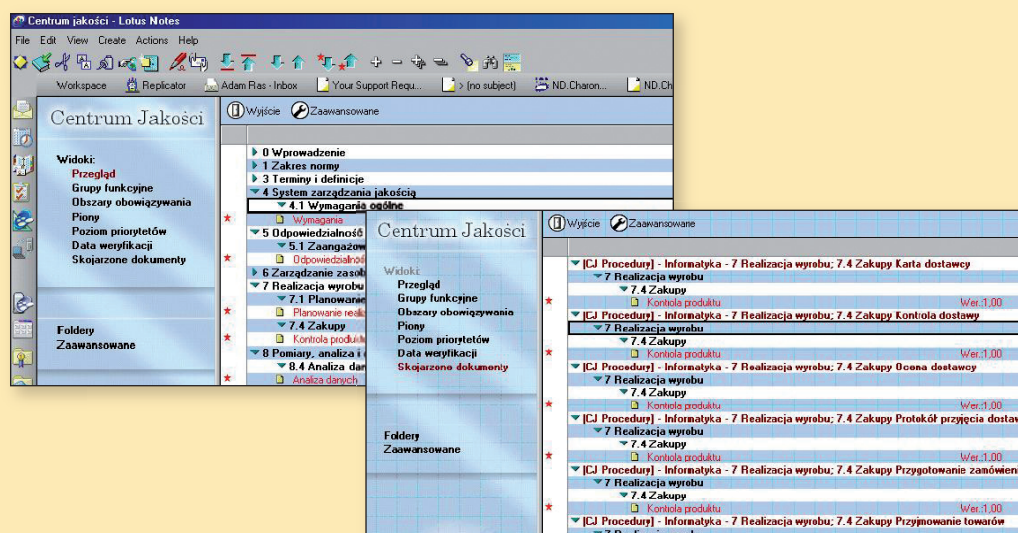 Centrum jakości - Lotus Notes
File Edit View Create Actions Help
Workspace Replicator Adam Ras - Inbox Your Support Requ... > (no subject) ND.Charon... ND.Ch
Centrum Jakości
Widoki:
Przegląd
Grupy funkcyjne
Obszary obowiązywania
Piony
Poziom priorytetów
Data weryfikacji
Skojarzone dokumenty
Foldery
Zaawansowane
Wyjście Zaawansowane
0 Wprowadzenie
1 Zakres normy
3 Terminy i definicje
4 System zarządzania jakością
4.1 Wymagania ogólne
Wymagania
5 Odpowiedzialność
5.1 Zaangażow
Odpowiedzialnoś
6 Zarządzanie zasob
7 Realizacja wyrobu
7.1 Planowanie
Planowanie reali
7.4 Zakupy
Kontrola produktu
8 Pomiary, analiza i
8.4 Analiza dan
Analiza danych
Centrum Jakości
Widoki:
Przegląd
Grupy funkcyjne
Obszary obowiązywania
Piony
Poziom priorytetów
Data weryfikacji
Skojarzone dokumenty
Foldery
Zaawansowane
Wyjście Zaawansowane
[CJ Procedury] - Informatyka - 7 Realizacja wyrobu; 7.4 Zakupy Karta dostawcy
7 Realizacja wyrobu
7.4 Zakupy
Kontrola produktu Wer.:1,00
[CJ Procedury] - Informatyka - 7 Realizacja wyrobu; 7.4 Zakupy Kontrola dostawy
7 Realizacja wyrobu
7.4 Zakupy
Kontrola produktu Wer.:1,00
[CJ Procedury] - Informatyka - 7 Realizacja wyrobu; 7.4 Zakupy Ocena dostawcy
7 Realizacja wyrobu
7.4 Zakupy
Kontrola produktu Wer.:1,00
[CJ Procedury] - Informatyka - 7 Realizacja wyrobu; 7.4 Zakupy Protokół przyjęcia dostaw
7 Realizacja wyrobu
7.4 Zakupy
Kontrola produktu Wer.:1,00
[CJ Procedury] - Informatyka - 7 Realizacja wyrobu; 7.4 Zakupy Przygotowanie zamówieni
7 Realizacja wyrobu
7.4 Zakupy
Kontrola produktu Wer.:1,00
[CJ Procedury] - Informatyka - 7 Realizacja wyrobu; 7.4 Zakupy Przyjmowanie towarów